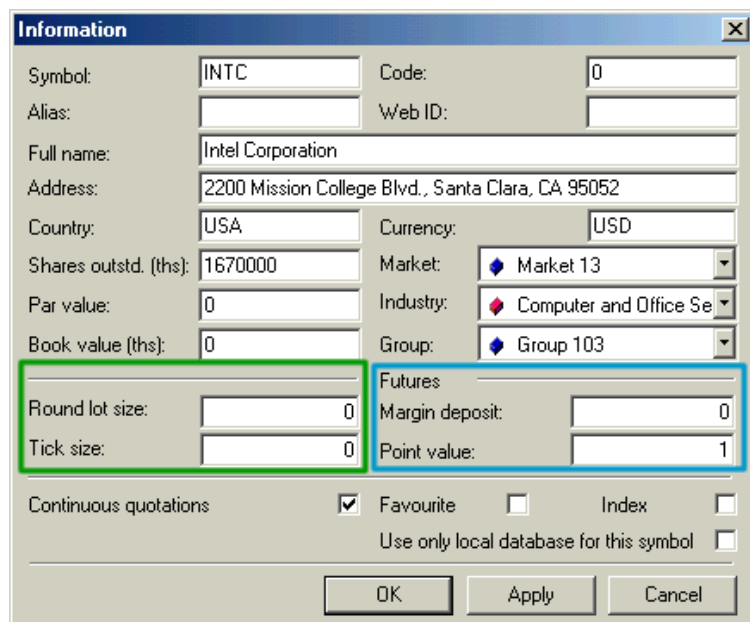 Information
Symbol: INTC Code: 0
Alias: Web ID:
Full name: Intel Corporation
Address: 2200 Mission College Blvd., Santa Clara, CA 95052
Country: USA Currency: USD
Shares outstd. (ths): 1670000 Market: Market 13
Par value: 0 Industry: Computer and Office Se
Book value (ths): 0 Group: Group 103
Futures
Round lot size: 0 Margin deposit: 0
Tick size: 0 Point value: 1
Continuous quotations Favourite Index
Use only local database for this symbol
OK Apply Cancel